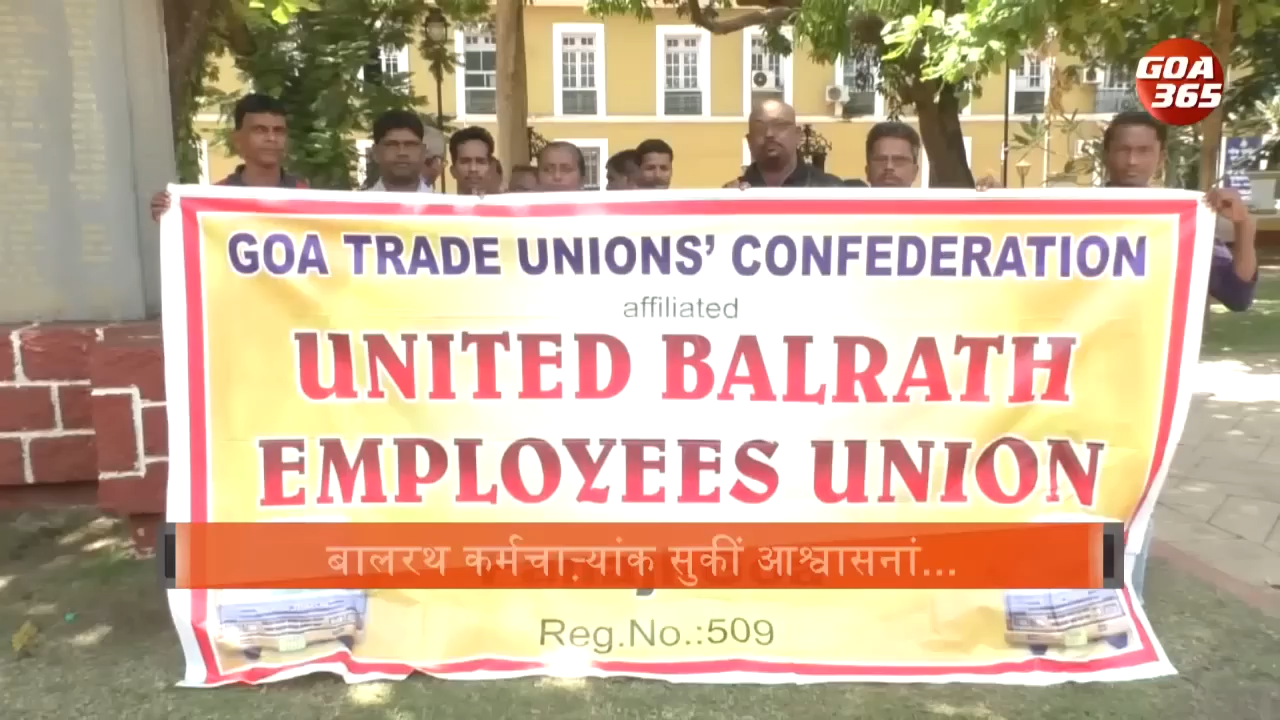 GOA
365
GOA TRADE UNIONS' CONFEDERATION
affiliated
UNITED BALRATH
EMPLOYEES UNION
बालरथ कर्मचाऱ्यांक सुकीं आश्वासनां...
Reg.No.:509